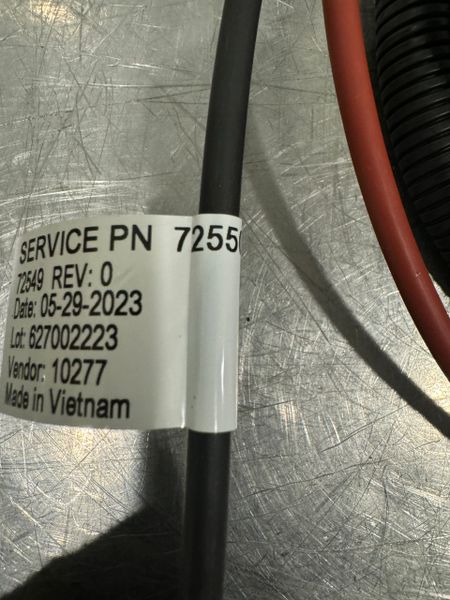 SERVICE PN 7255
72549 REV: 0
Date: 05-29-2023
Lot: 627002223
Vendor: 10277
Made in Vietnam